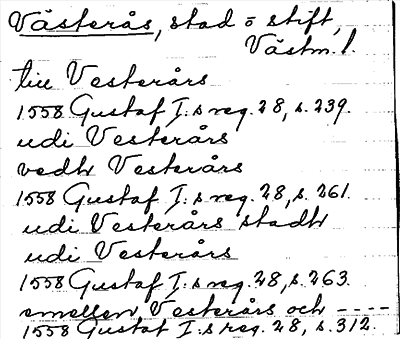 Västerås, stad o stift,
Västm. l.
till Vesterårs
1558 Gustaf I:s reg. 28, s. 239.
udi Vesterårs
vedh Vesterårs
1558 Gustaf I:s reg. 28, s. 261.
udi Vesterårs stadh
udi Vesterårs
1558 Gustaf I:s reg. 28, s. 263.
emellen Vesterårs och ----
1558 Gustaf I:s reg. 28, s. 312.